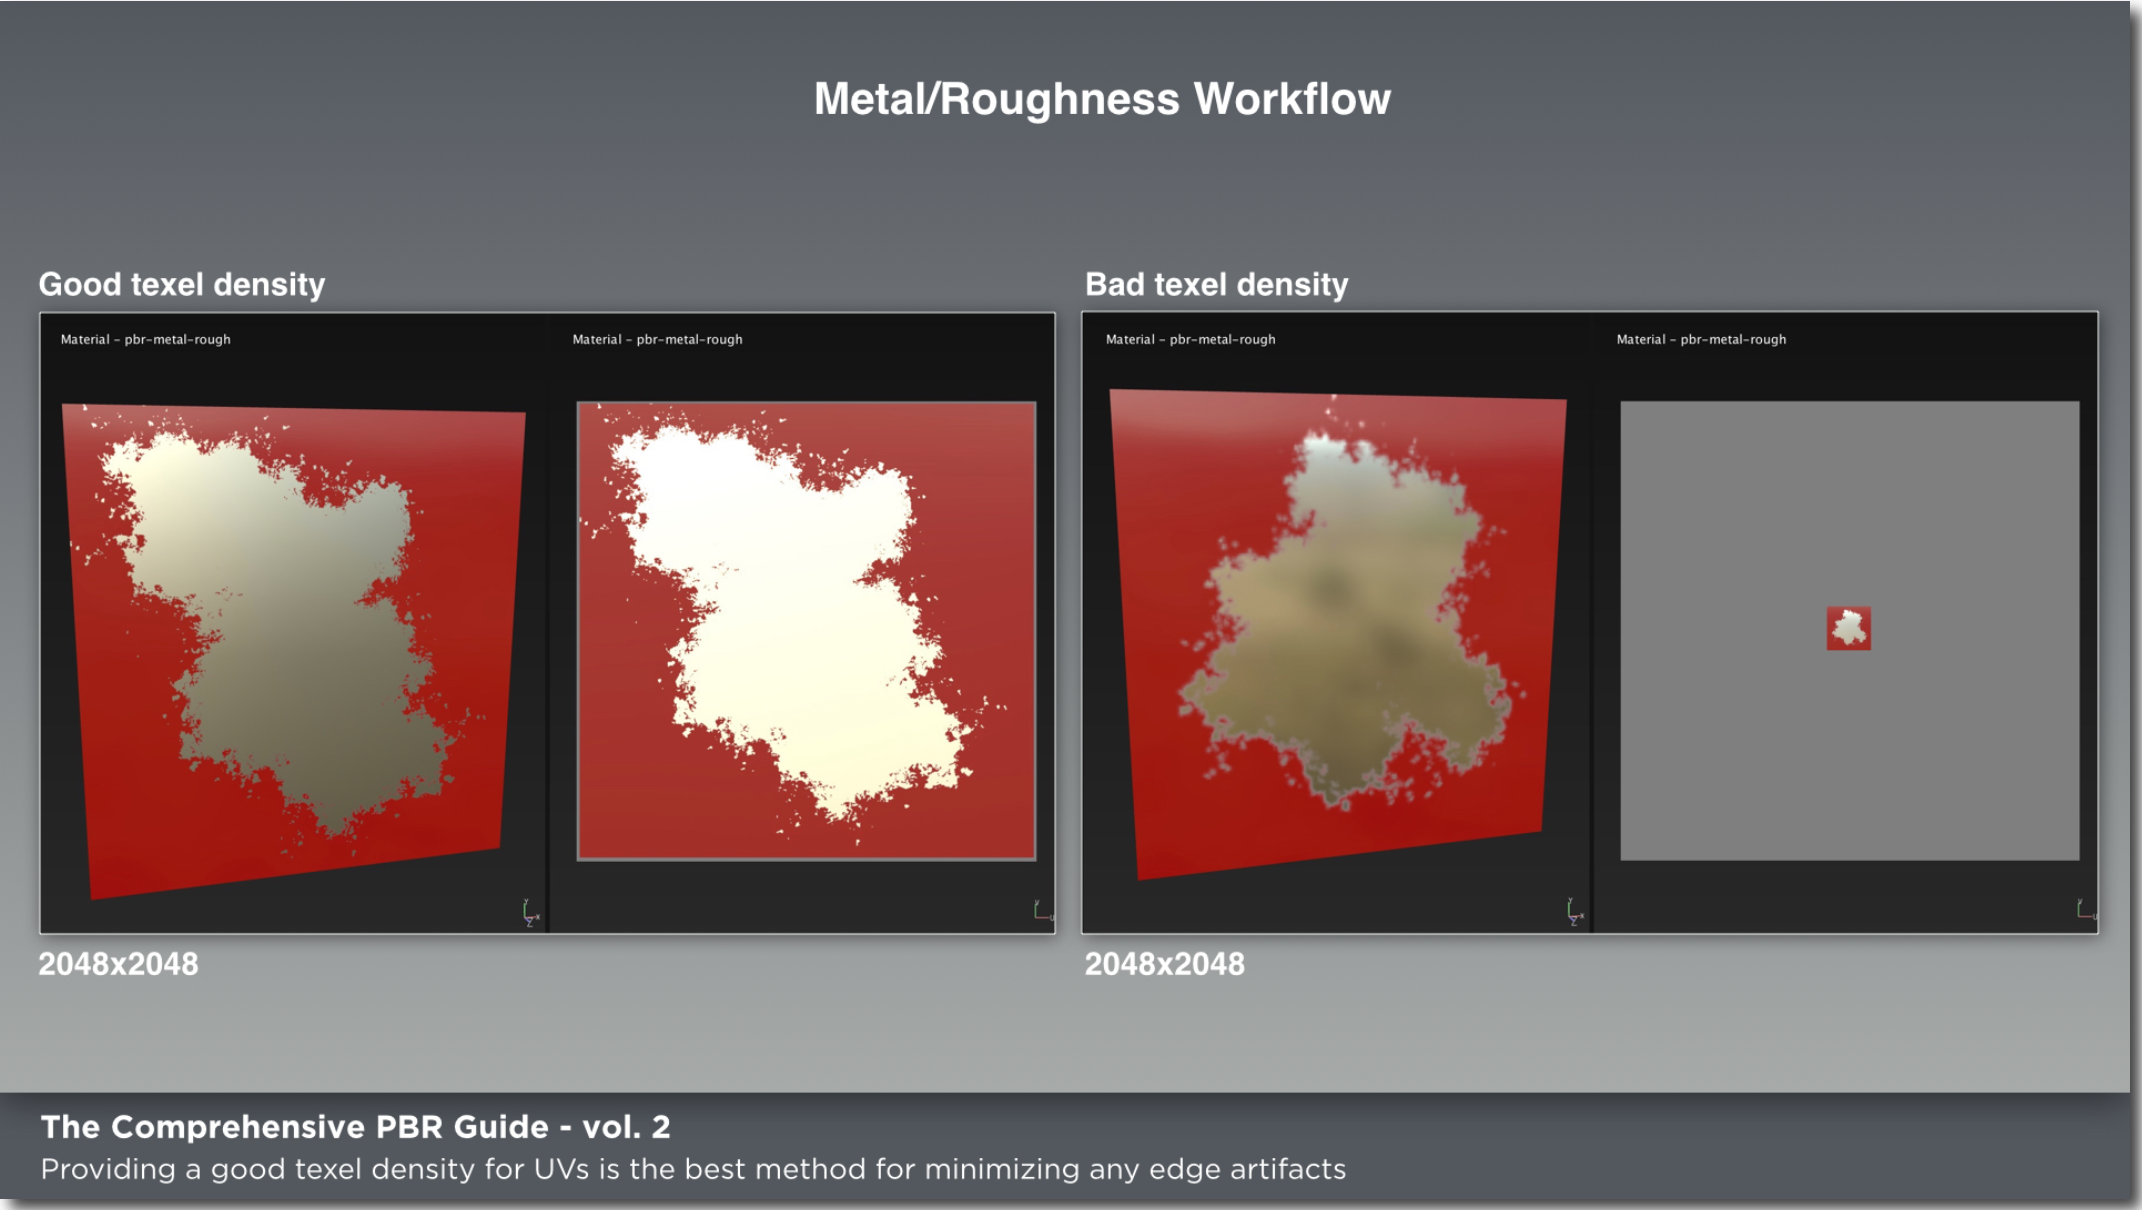 Metal/Roughness Workflow
Good texel density
Bad texel density
Material - pbr-metal-rough
Material - pbr-metal-rough
Material - pbr-metal-rough
Material - pbr-metal-rough
Y
X
Z
Y
X
Z
2048x2048
2048x2048
The Comprehensive PBR Guide - vol. 2
Providing a good texel density for UVs is the best method for minimizing any edge artifacts